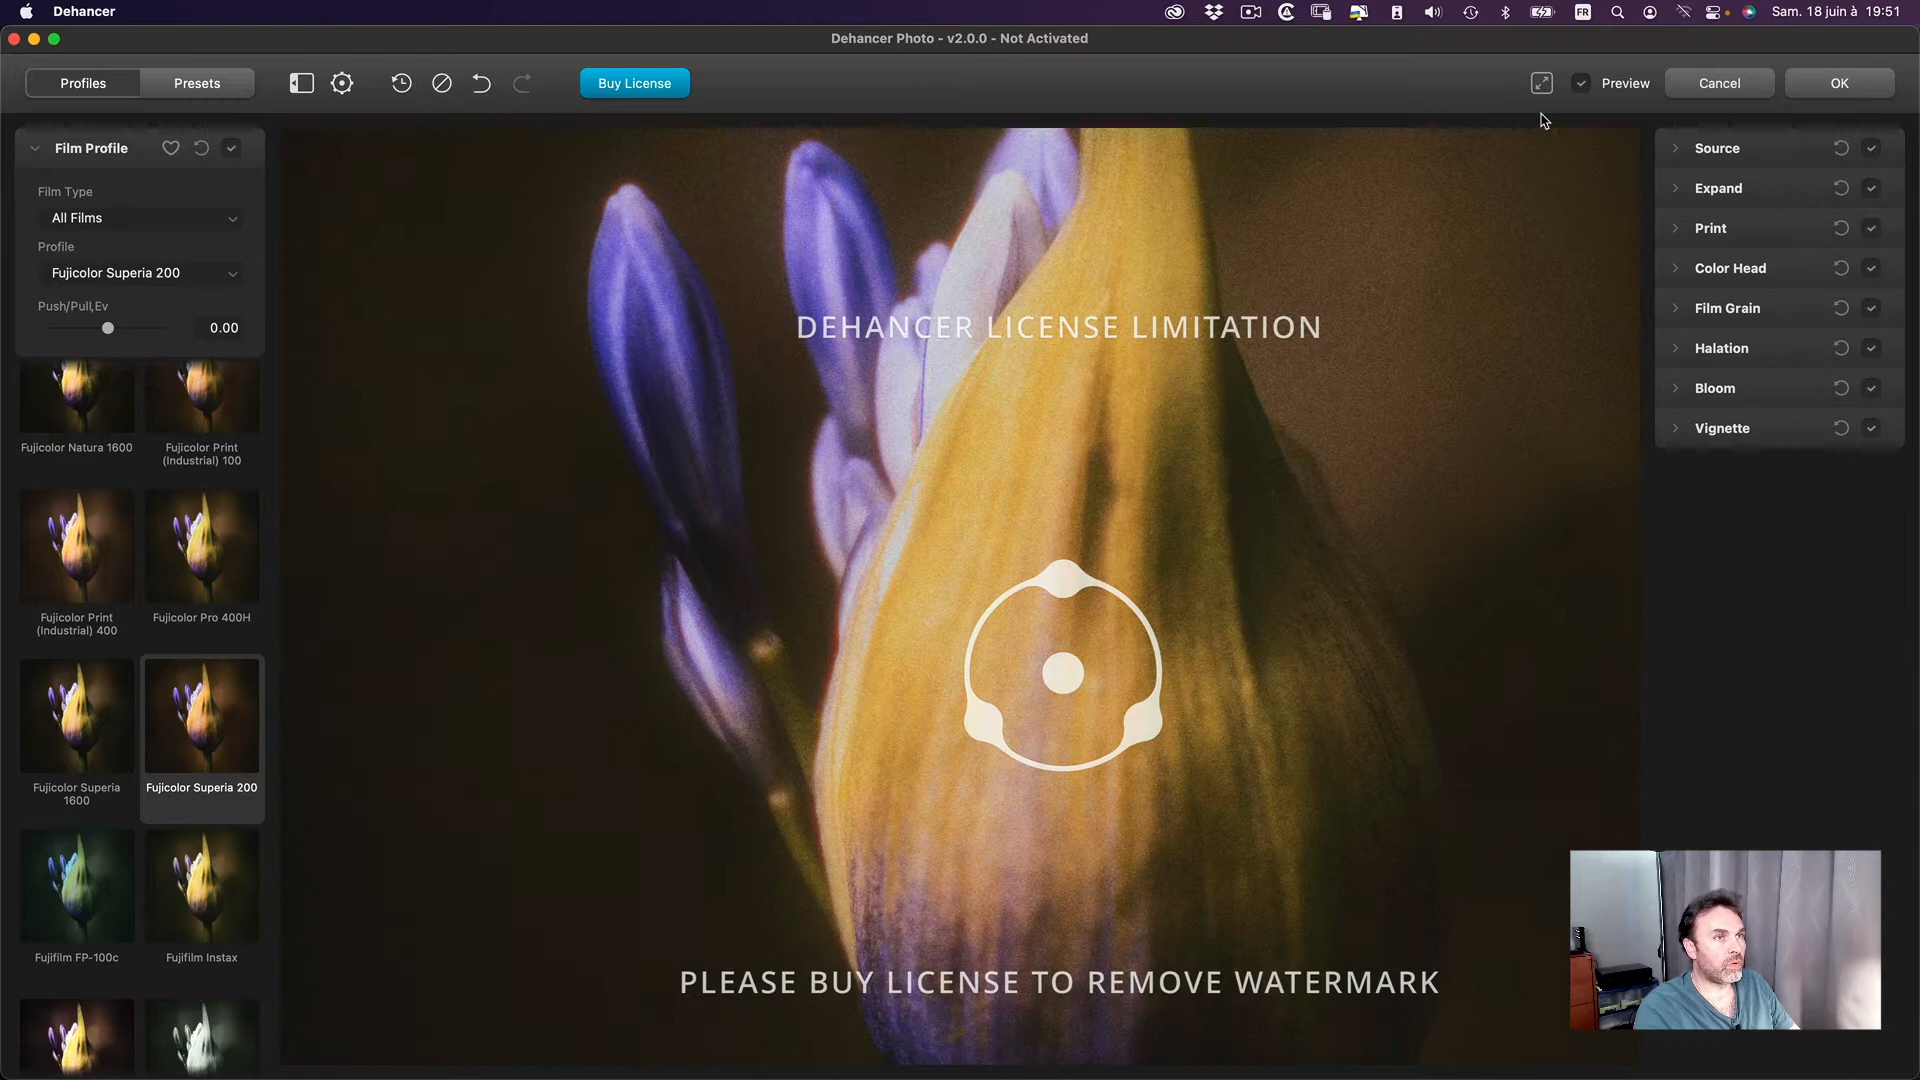 Dehancer
FR
Sam. 18 juin à 19:51
Dehancer Photo - v2.0.0 - Not Activated
Profiles
Presets
Buy License
Preview
Cancel
OK
Film Profile
Film Type
All Films
Profile
Fujicolor Superia 200
Push/Pull,Ev
0.00
Fujicolor Natura 1600
Fujicolor Print
(Industrial) 100
Fujicolor Print
(Industrial) 400
Fujicolor Pro 400H
Fujicolor Superia
1600
Fujicolor Superia 200
Fujifilm FP-100c
Fujifilm Instax
DEHANCER LICENSE LIMITATION
PLEASE BUY LICENSE TO REMOVE WATERMARK
Source
Expand
Print
Color Head
Film Grain
Halation
Bloom
Vignette